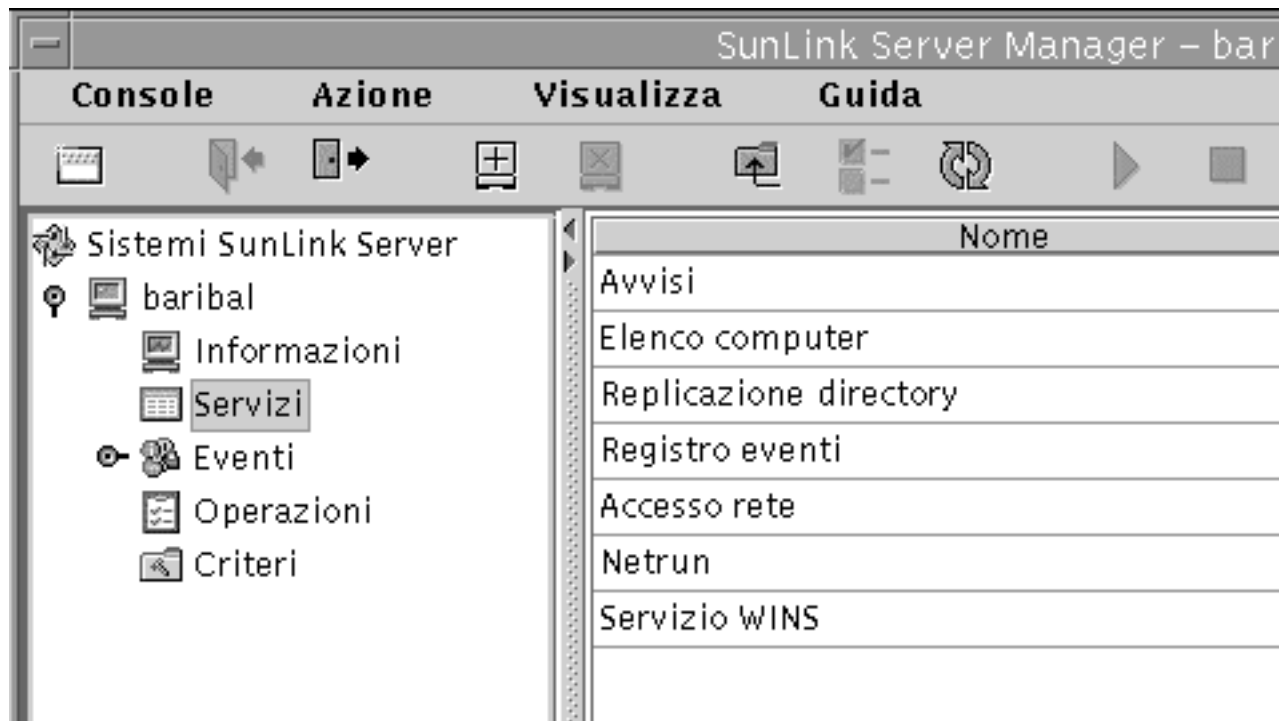 SunLink Server Manager – bar
Console Azione Visualizza Guida
Sistemi SunLink Server
baribal
Informazioni
Servizi
Eventi
Operazioni
Criteri
Nome
Avvisi
Elenco computer
Replicazione directory
Registro eventi
Accesso rete
Netrun
Servizio WINS